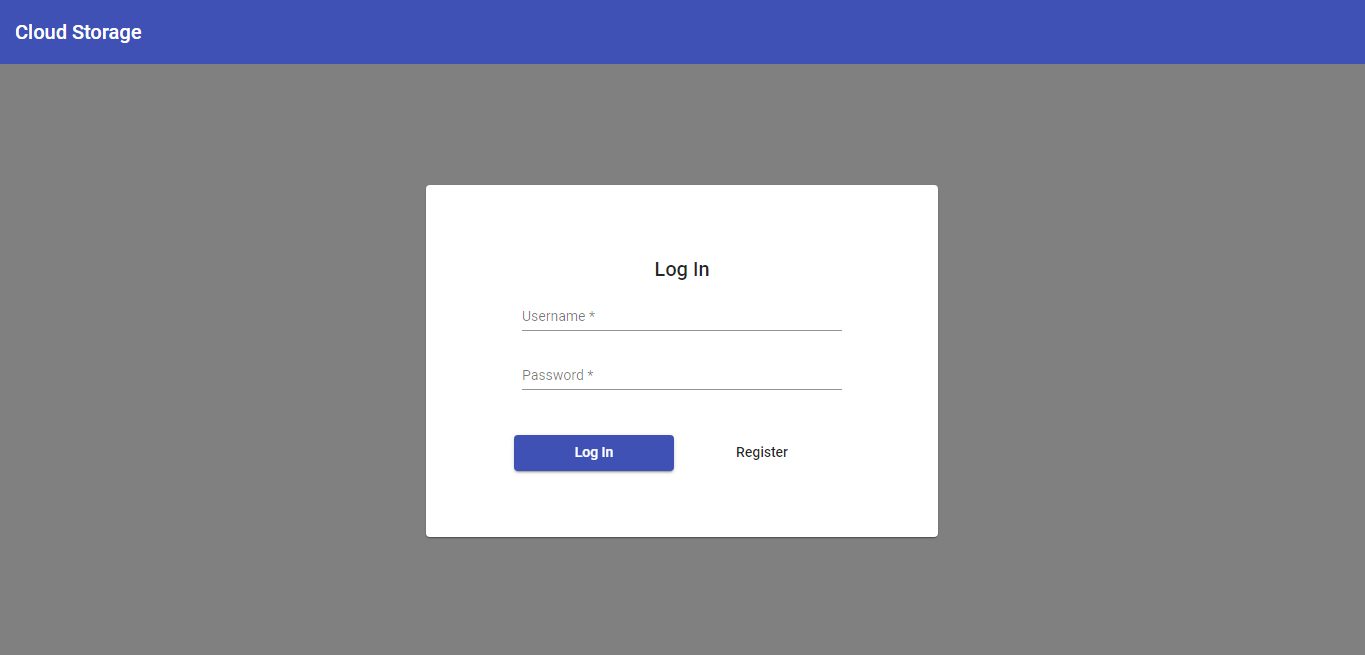 Cloud Storage
Log In
Username *
Password *
Log In
Register